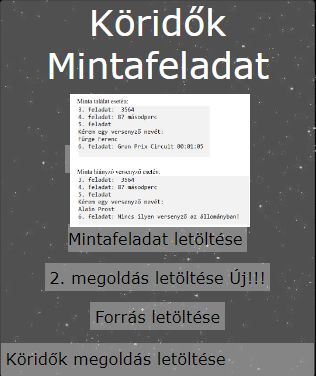 Köridők
Mintafeladat
Minta találat esetén:
3. feladat: 3564
4. feladat: 87 másodperc
5. feladat
Kérem egy versenyző nevét:
Fürge Ferenc
6. feladat: Gran Prix Circuit 00:01:05
Minta hiányzó versenyző esetén:
3. feladat: 3564
4. feladat: 87 másodperc
5. feladat
Kérem egy versenyző nevét:
Alain Prost
6. feladat: Nincs ilyen versenyző az állományban!
Mintafeladat letöltése
2. megoldás letöltése Új!!!
Forrás letöltése
Köridők megoldás letöltése